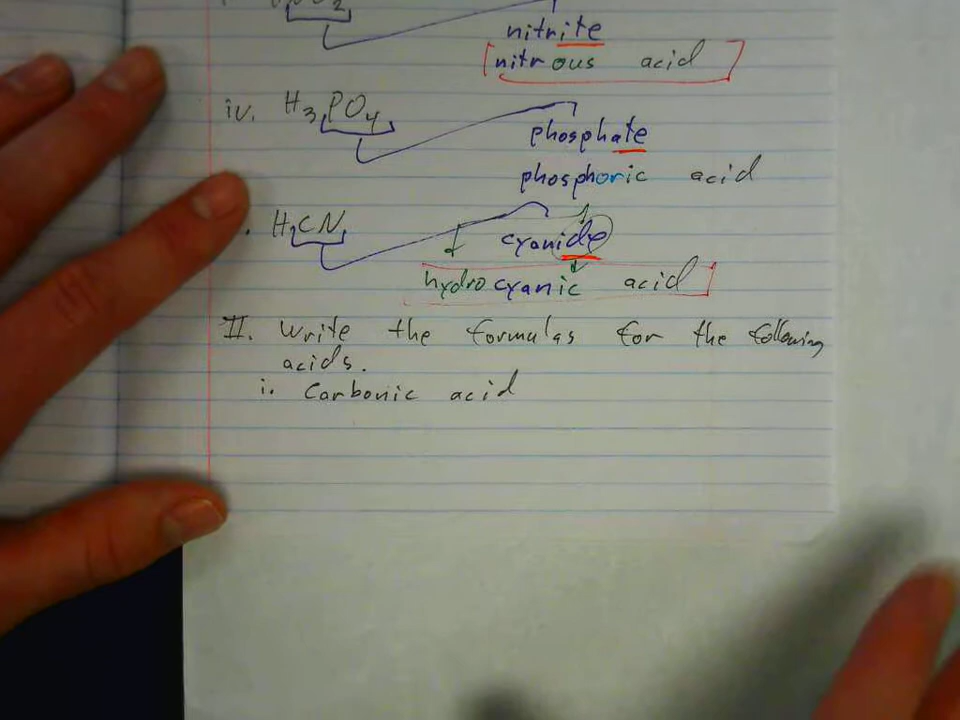 nitrite
nitrous acid
iv. H3PO4
phosphate
phosphoric acid
HCN
cyanide
hydrocyanic acid
II. Write the formulas for the following
acids.
i. Carbonic acid